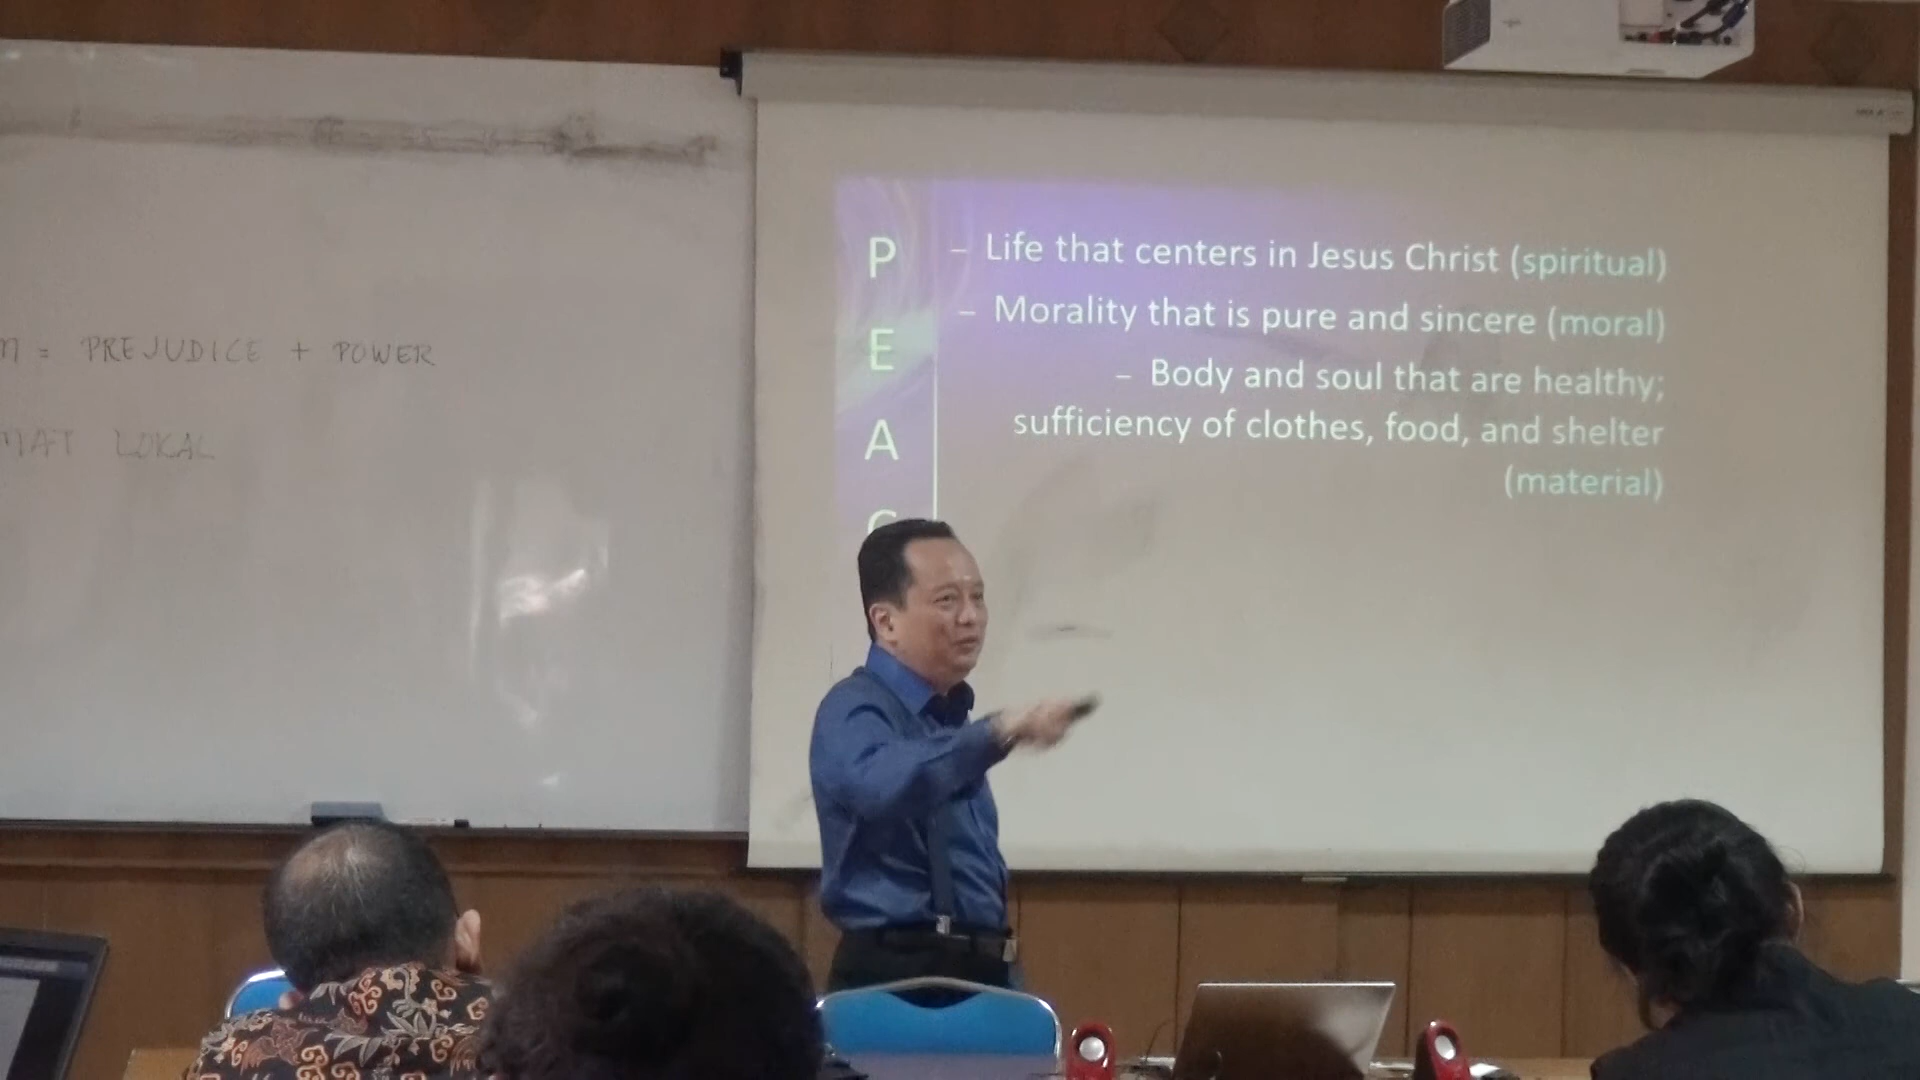 = PREJUDICE + POWER
LOKAL
P
E
A
– Life that centers in Jesus Christ (spiritual)
– Morality that is pure and sincere (moral)
– Body and soul that are healthy;
sufficiency of clothes, food, and shelter
(material)